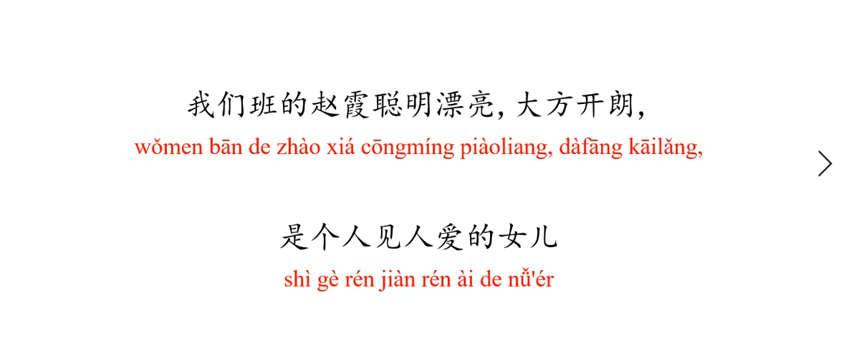 我们班的赵霞聪明漂亮,大方开朗,
wǒmen bān de zhào xiá cōngmíng piàoliang, dàfāng kāilǎng,
是个人见人爱的女儿
shì gè rén jiàn rén ài de nǚ'ér